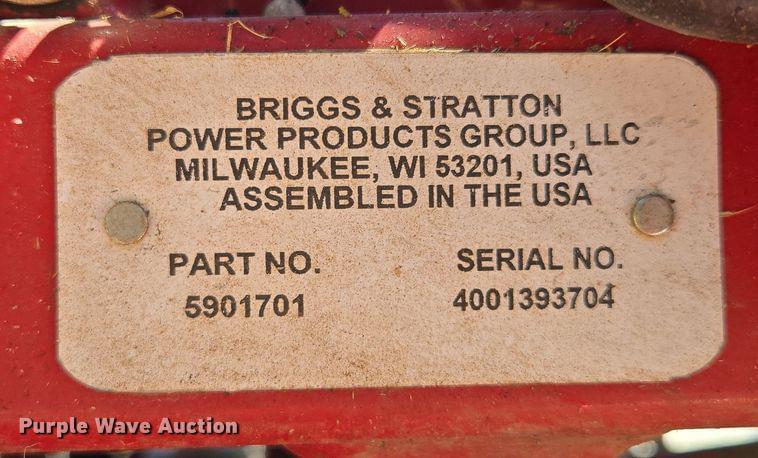 BRIGGS & STRATTON
POWER PRODUCTS GROUP, LLC
MILWAUKEE, WI 53201, USA
ASSEMBLED IN THE USA
PART NO. SERIAL NO.
5901701 4001393704
Purple Wave Auction